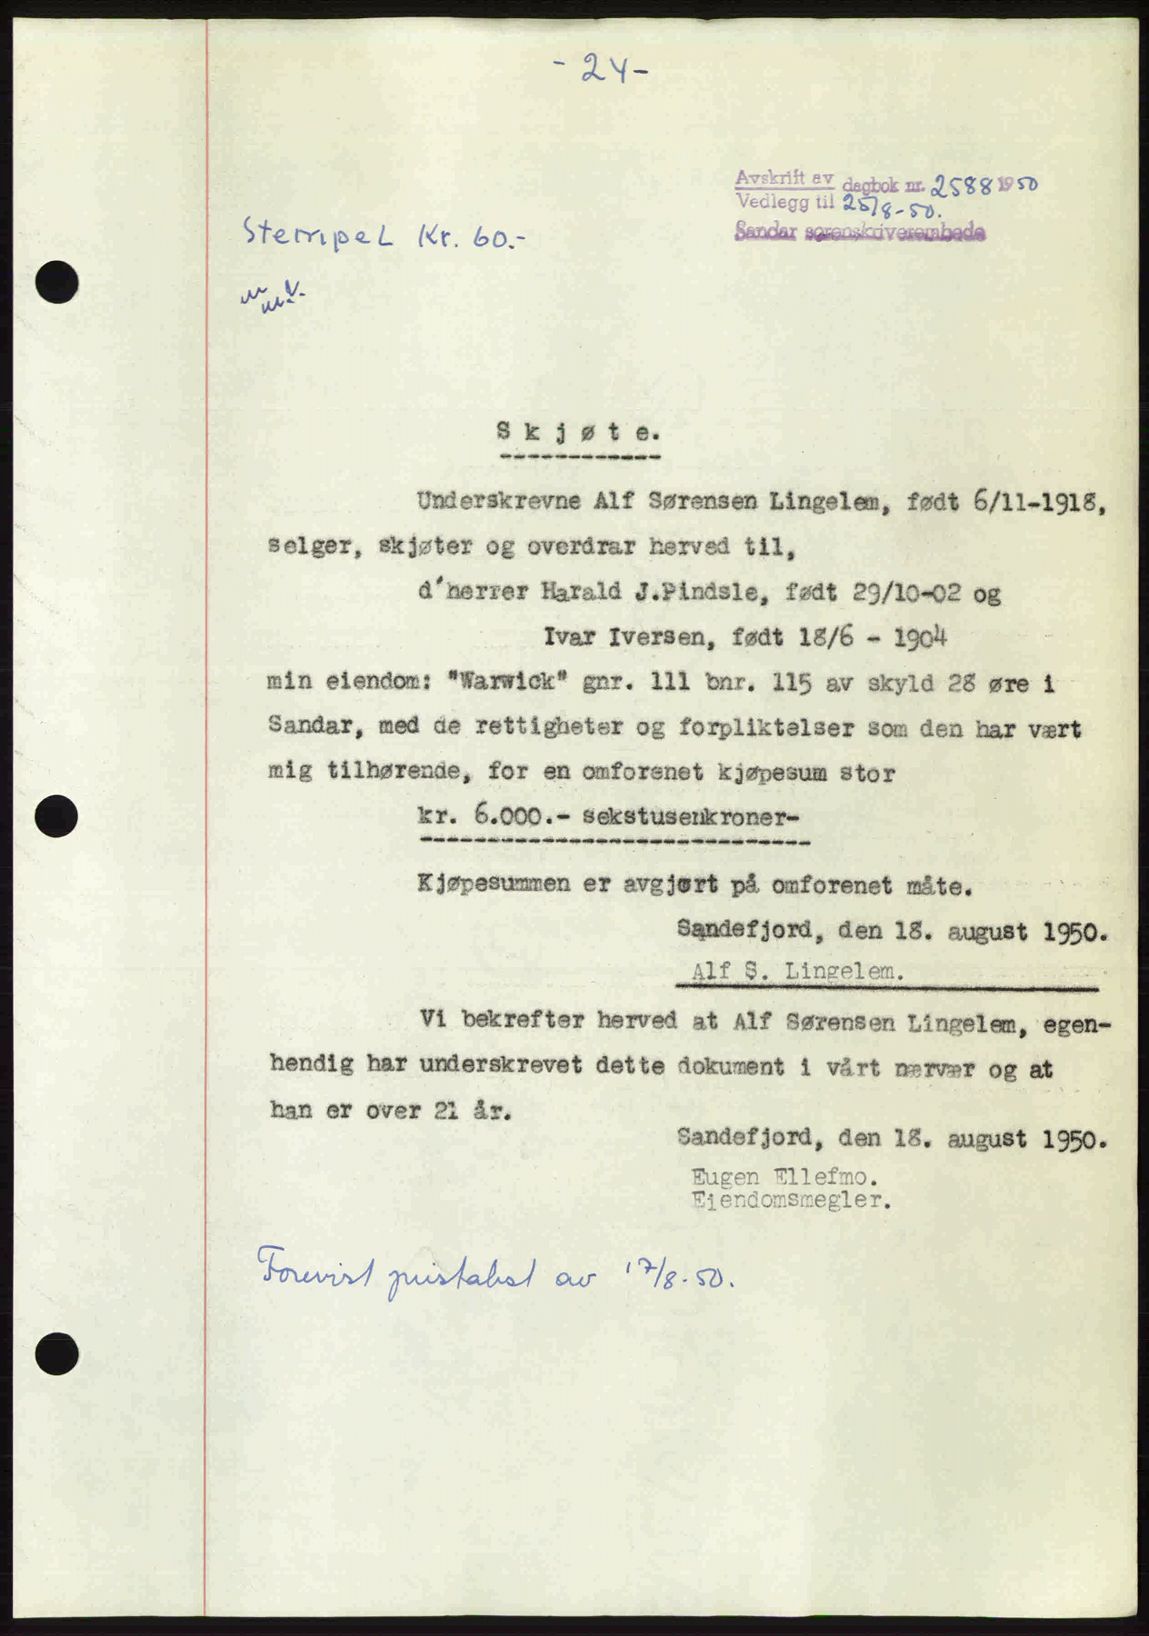 - 24 -
Avskrift av dagbok nr. 2588 1950
Vedlegg til 25/8-50.
Sandar sorenskriverembede
Stempel Kr. 60.-
S k j ø t e.
Underskrevne Alf Sørensen Lingelem, født 6/11-1918,
selger, skjøter og overdrar herved til,
d'herrer Harald J.Pindsle, født 29/10-02 og
Ivar Iversen, født 18/6 - 1904
min eiendom: "Warwick" gnr. 111 bnr. 115 av skyld 28 øre i
Sandar, med de rettigheter og forpliktelser som den har vært
mig tilhørende, for en omforenet kjøpesum stor
kr. 6.000.- sekstusenkroner-
Kjøpesummen er avgjort på omforenet måte.
Sandefjord, den 18. august 1950.
Alf S. Lingelem.
Vi bekrefter herved at Alf Sørensen Lingelem, egen-
hendig har underskrevet dette dokument i vårt nærvær og at
han er over 21 år.
Sandefjord, den 18. august 1950.
Eugen Ellefmo.
Eiendomsmegler.
Forevist pristakst av 17/8-50.